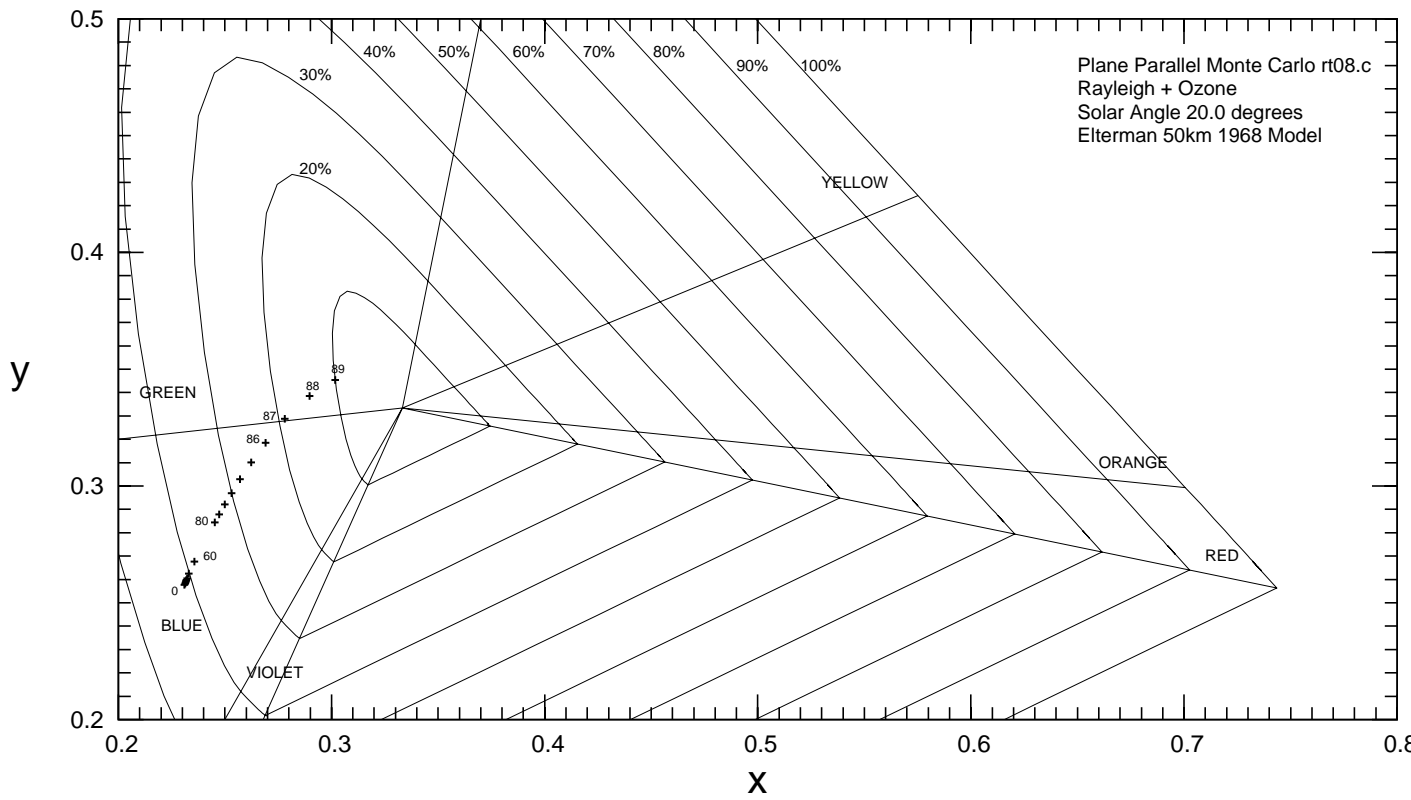 0.5
40%
50%
60%
70%
80%
90%
100%
30%
20%
Plane Parallel Monte Carlo rt08.c
Rayleigh + Ozone
Solar Angle 20.0 degrees
Elterman 50km 1968 Model
YELLOW
0.4
y
GREEN
89
88
87
86
80
60
0
0.3
ORANGE
RED
BLUE
VIOLET
0.2
0.2
0.3
0.4
0.5
0.6
0.7
0.8
x